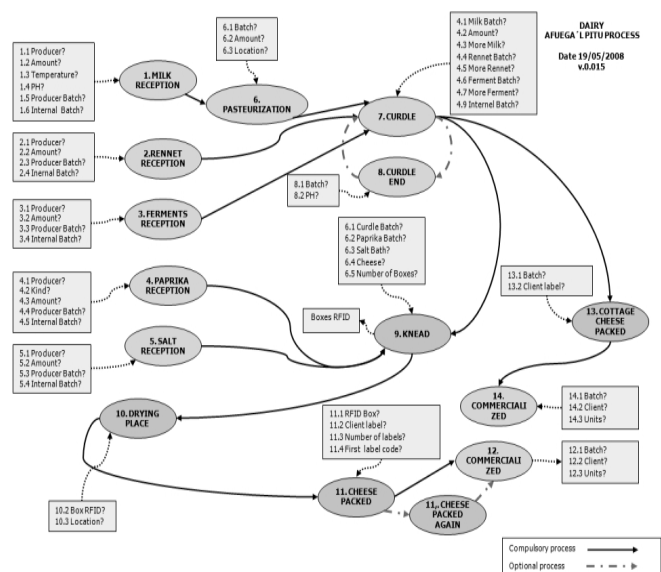 DAIRY
AFUEGA´L PITU PROCESS
Date 19/05/2008
v.0.015
1.1 Producer?
1.2 Amount?
1.3 Temperature?
1.4 PH?
1.5 Producer Batch?
1.6 Internal Batch?
1. MILK
RECEPTION
6.1 Batch?
6.2 Amount?
6.3 Location?
6.
PASTEURIZATION
4.1 Milk Batch?
4.2 Amount?
4.3 More Milk?
4.4 Rennet Batch?
4.5 More Rennet?
4.6 Ferment Batch?
4.7 More Ferment?
4.9 Internal Batch?
7. CURDLE
2.1 Producer?
2.2 Amount?
2.3 Producer Batch?
2.4 Inernal Batch?
2.RENNET
RECEPTION
8. CURDLE
END
8.1 Batch?
8.2 PH?
3.1 Producer?
3.2 Amount?
3.3 Producer Batch?
3.4 Internal Batch?
3.FERMENTS
RECEPTION
6.1 Curdle Batch?
6.2 Paprika Batch?
6.3 Salt Bath?
6.4 Cheese?
6.5 Number of Boxes?
4.1 Producer?
4.2 Kind?
4.3 Amount?
4.4 Producer Batch?
4.5 Internal Batch?
4. PAPRIKA
RECEPTION
13.1 Batch?
13.2 Client label?
13.COTTAGE
CHEESE
PACKED
Boxes RFID
9. KNEAD
5.1 Producer?
5.2 Amount?
5.3 Producer Batch?
5.4 Internal Batch?
5. SALT
RECEPTION
14.
COMMERCIALI
ZED
14.1 Batch?
14.2 Client?
14.3 Units?
10. DRYING
PLACE
11.1 RFID Box?
11.2 Client label?
11.3 Number of labels?
11.4 First label code?
12.
COMMERCIALI
ZED
12.1 Batch?
12.2 Client?
12.3 Units?
11. CHEESE
PACKED
11,. CHEESE
PACKED
AGAIN
10.2 Box RFID?
10.3 Location?
Compulsory process
Optional process